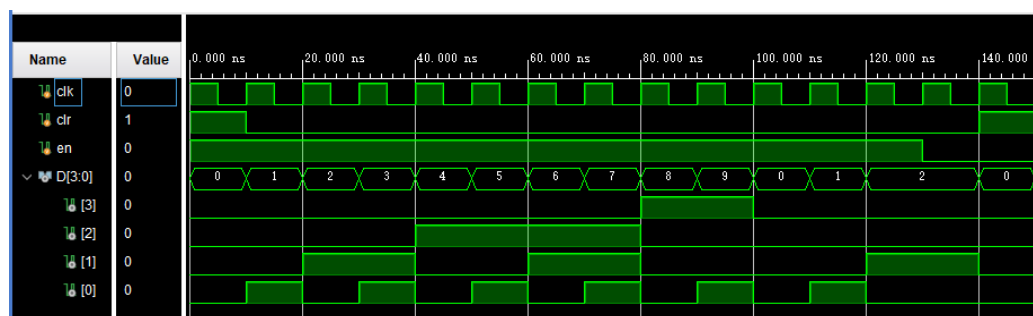 Name Value 0.000 ns 20.000 ns 40.000 ns 60.000 ns 80.000 ns 100.000 ns 120.000 ns 140.000
clk 0
clr 1
en 0
D[3:0] 0 0 1 2 3 4 5 6 7 8 9 0 1 2 0
[3] 0
[2] 0
[1] 0
[0] 0